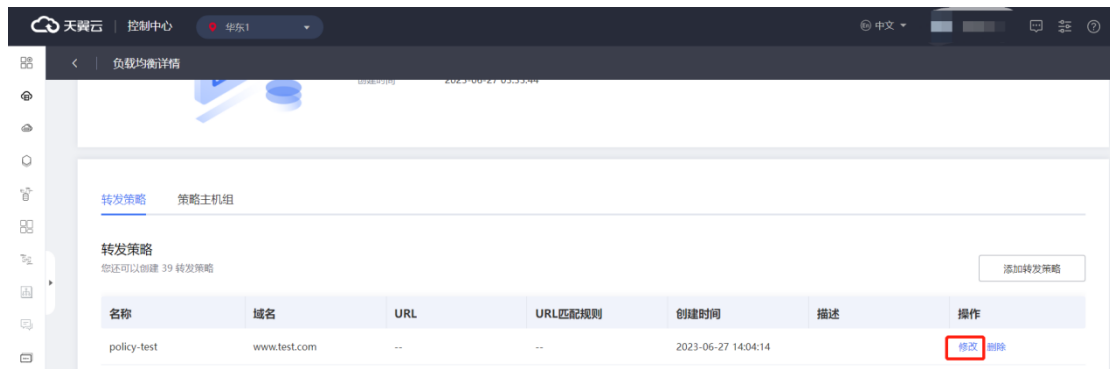 天翼云 控制中心 华东1 中文
负载均衡详情
转发策略 策略主机组
转发策略
您还可以创建 39 转发策略
添加转发策略
名称 域名 URL URL匹配规则 创建时间 描述 操作
policy-test www.test.com -- -- 2023-06-27 14:04:14 修改 删除